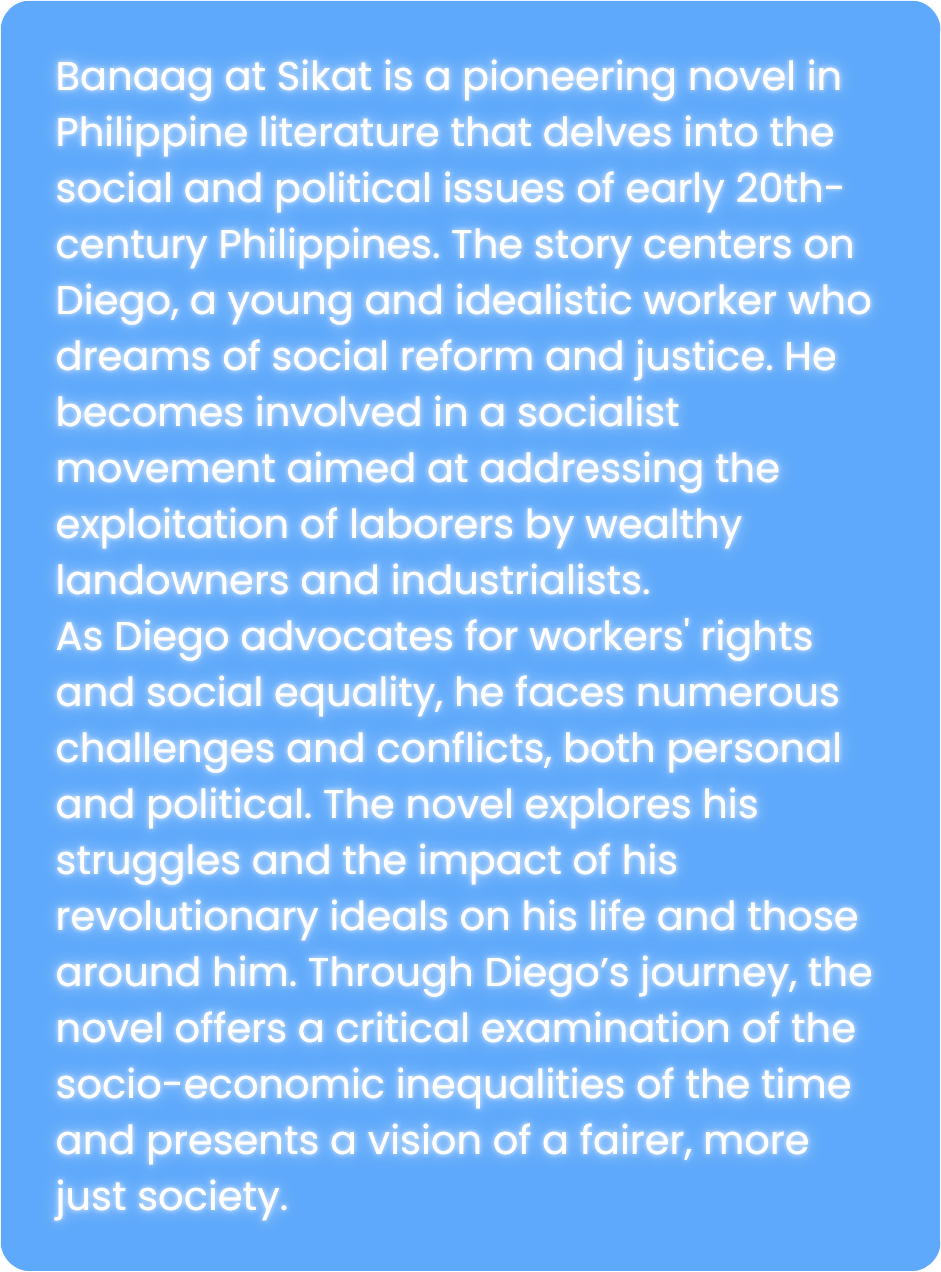 Banaag at Sikat is a pioneering novel in
Philippine literature that delves into the
social and political issues of early 20th-
century Philippines. The story centers on
Diego, a young and idealistic worker who
dreams of social reform and justice. He
becomes involved in a socialist
movement aimed at addressing the
exploitation of laborers by wealthy
landowners and industrialists.
As Diego advocates for workers' rights
and social equality, he faces numerous
challenges and conflicts, both personal
and political. The novel explores his
struggles and the impact of his
revolutionary ideals on his life and those
around him. Through Diego’s journey, the
novel offers a critical examination of the
socio-economic inequalities of the time
and presents a vision of a fairer, more
just society.